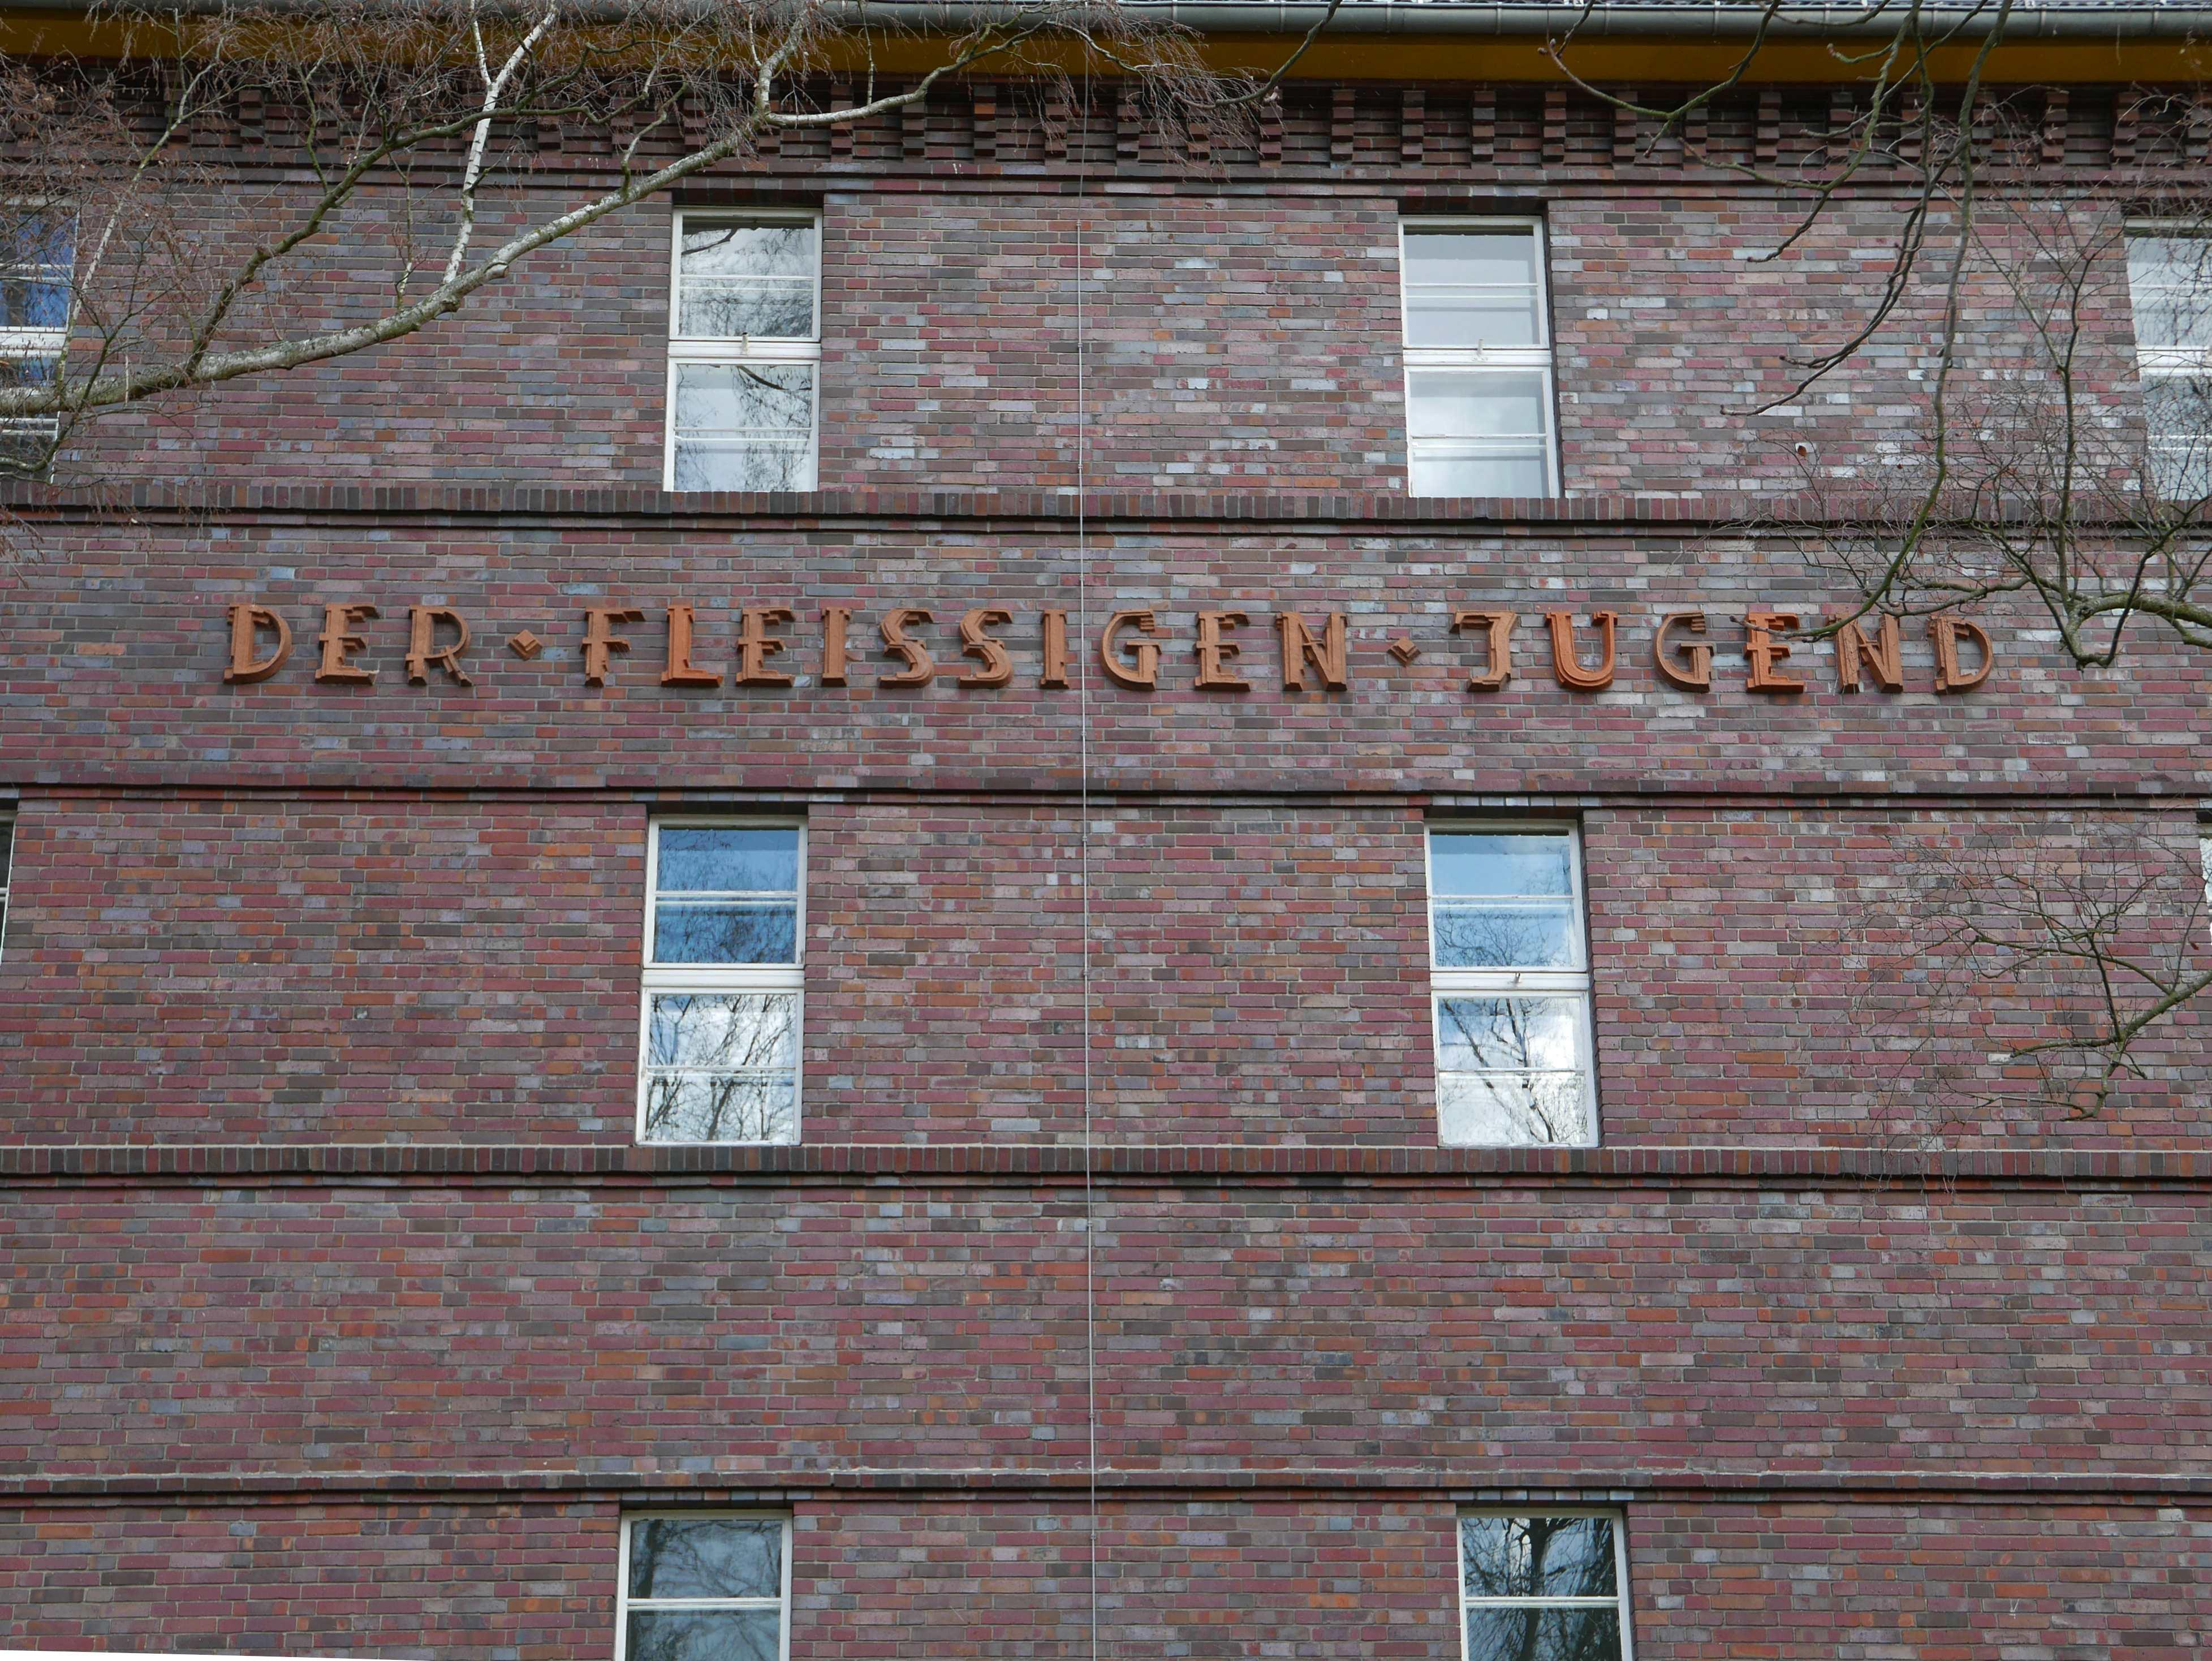 DER · FLEISSIGEN · JUGEND